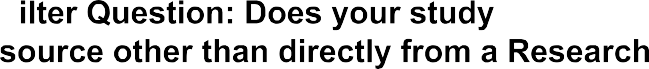 ilter Question: Does your study
source other than directly from a Research